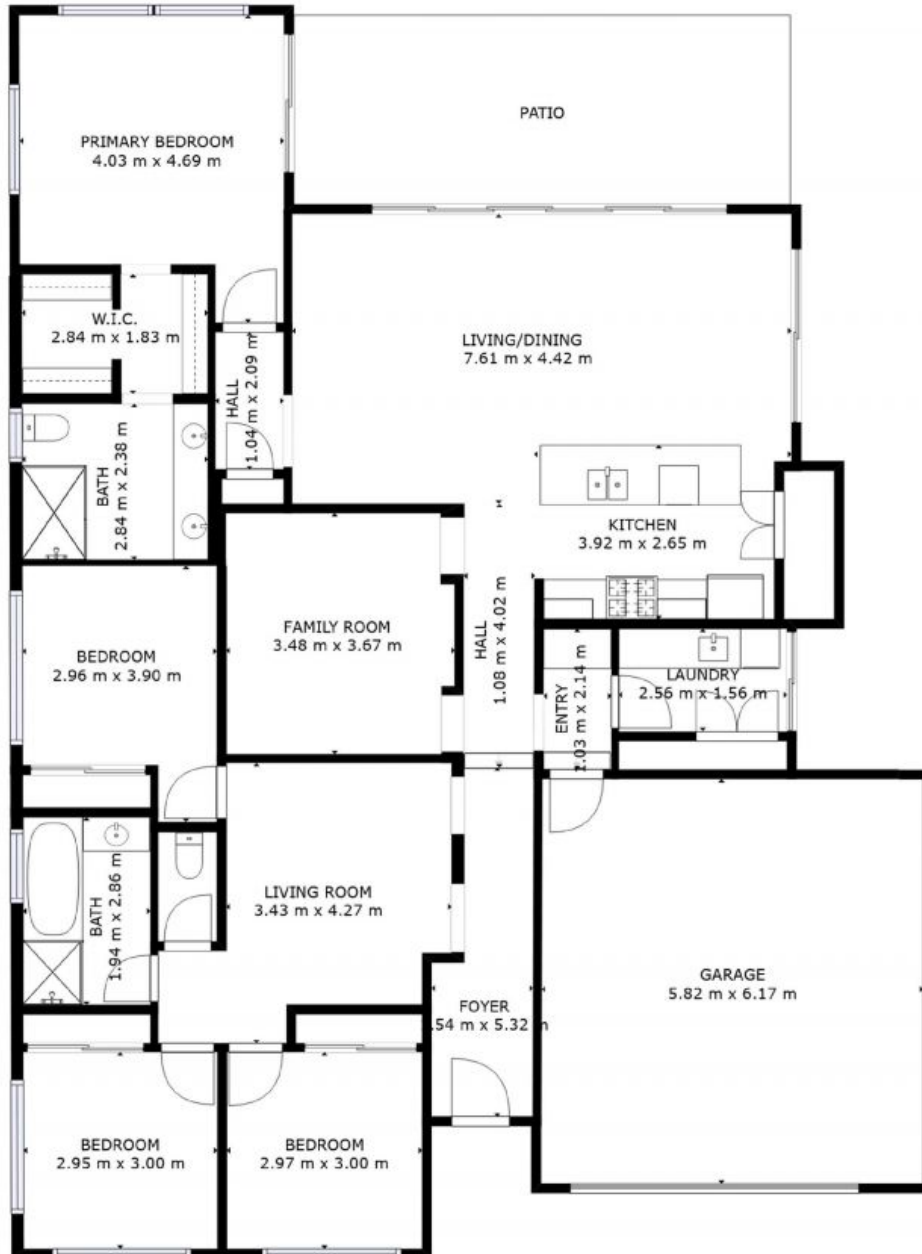 PATIO
PRIMARY BEDROOM
4.03 m x 4.69 m
W.I.C.
2.84 m x 1.83 m
HALL
1.04 m x 2.09 m
LIVING/DINING
7.61 m x 4.42 m
BATH
2.84 m x 2.38 m
KITCHEN
3.92 m x 2.65 m
FAMILY ROOM
3.48 m x 3.67 m
HALL
1.08 m x 4.02 m
BEDROOM
2.96 m x 3.90 m
ENTRY
1.03 m x 2.14 m
LAUNDRY
2.56 m x 1.56 m
BATH
1.94 m x 2.86 m
LIVING ROOM
3.43 m x 4.27 m
GARAGE
5.82 m x 6.17 m
FOYER
.54 m x 5.32 m
BEDROOM
2.95 m x 3.00 m
BEDROOM
2.97 m x 3.00 m